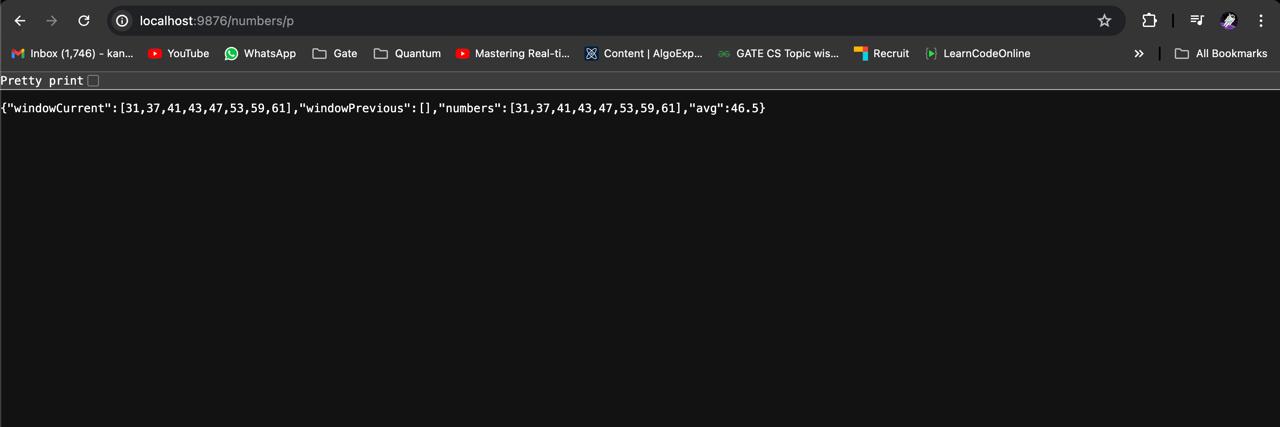 localhost:9876/numbers/p
Inbox (1,746) - kan... YouTube WhatsApp Gate Quantum Mastering Real-ti... Content | AlgoExp... GATE CS Topic wis... Recruit LearnCodeOnline » All Bookmarks
Pretty print
{"windowCurrent":[31,37,41,43,47,53,59,61],"windowPrevious":[],"numbers":[31,37,41,43,47,53,59,61],"avg":46.5}